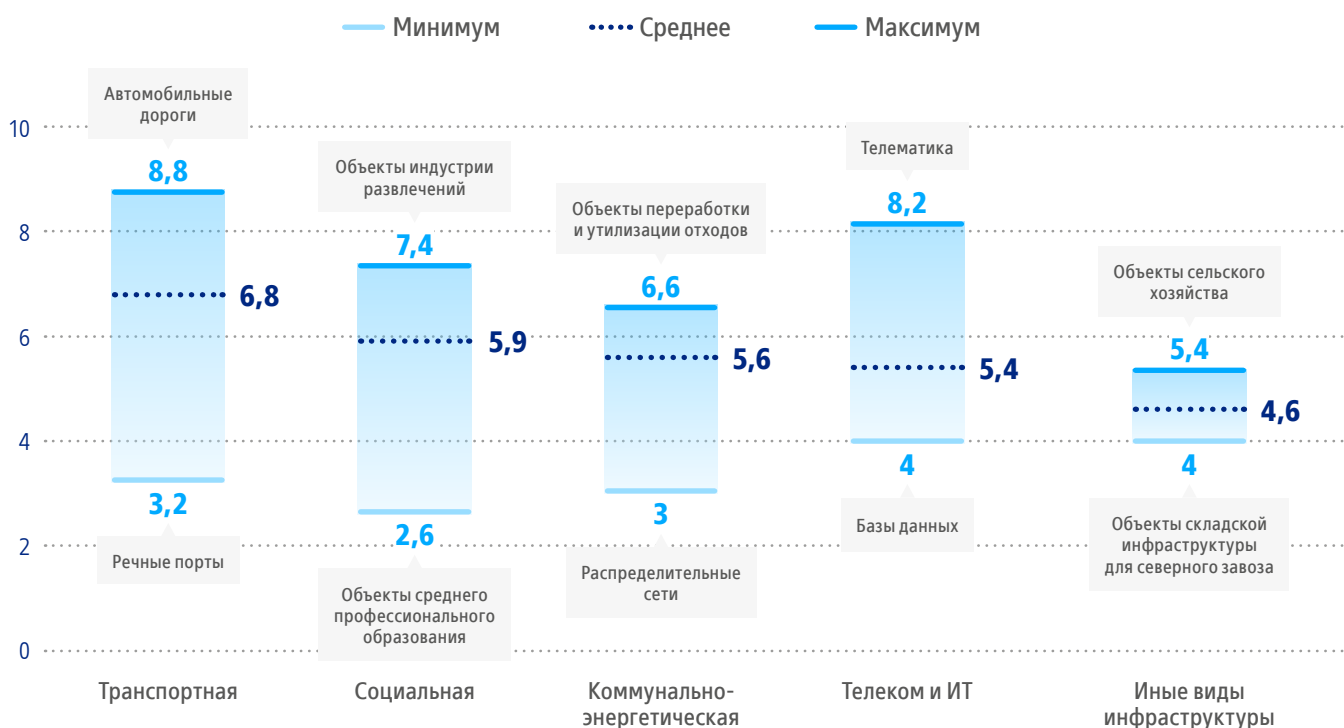 Минимум
Среднее
Максимум
10
8
6
4
2
0
Автомобильные
дороги
8,8
6,8
3,2
Речные порты
Транспортная
Объекты индустрии
развлечений
7,4
5,9
2,6
Объекты среднего
профессионального
образования
Социальная
Объекты переработки
и утилизации отходов
6,6
5,6
3
Распределительные
сети
Коммунально-
энергетическая
Телематика
8,2
5,4
4
Базы данных
Телеком и ИТ
Объекты сельского
хозяйства
5,4
4,6
4
Объекты складской
инфраструктуры
для северного завоза
Иные виды
инфраструктуры